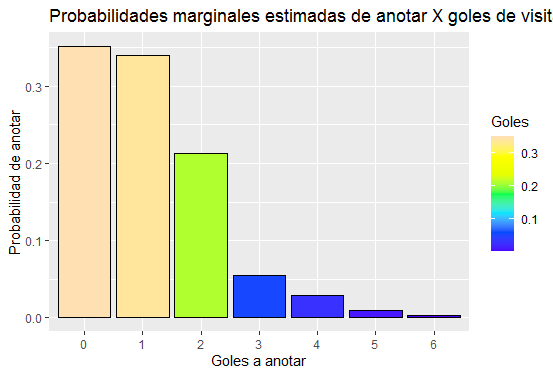 Probabilidades marginales estimadas de anotar X goles de visit
Probabilidad de anotar
0.3
0.2
0.1
0.0
0 1 2 3 4 5 6
Goles a anotar
Goles
0.3
0.2
0.1